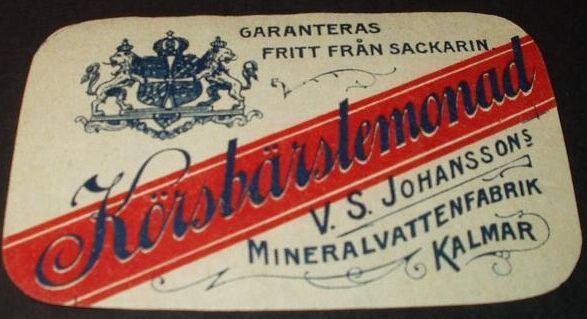 GARANTERAS
FRITT FRÅN SACKARIN.
Körsbärslemonad
V. S. JOHANSSONS
MINERALVATTENFABRIK
KALMAR